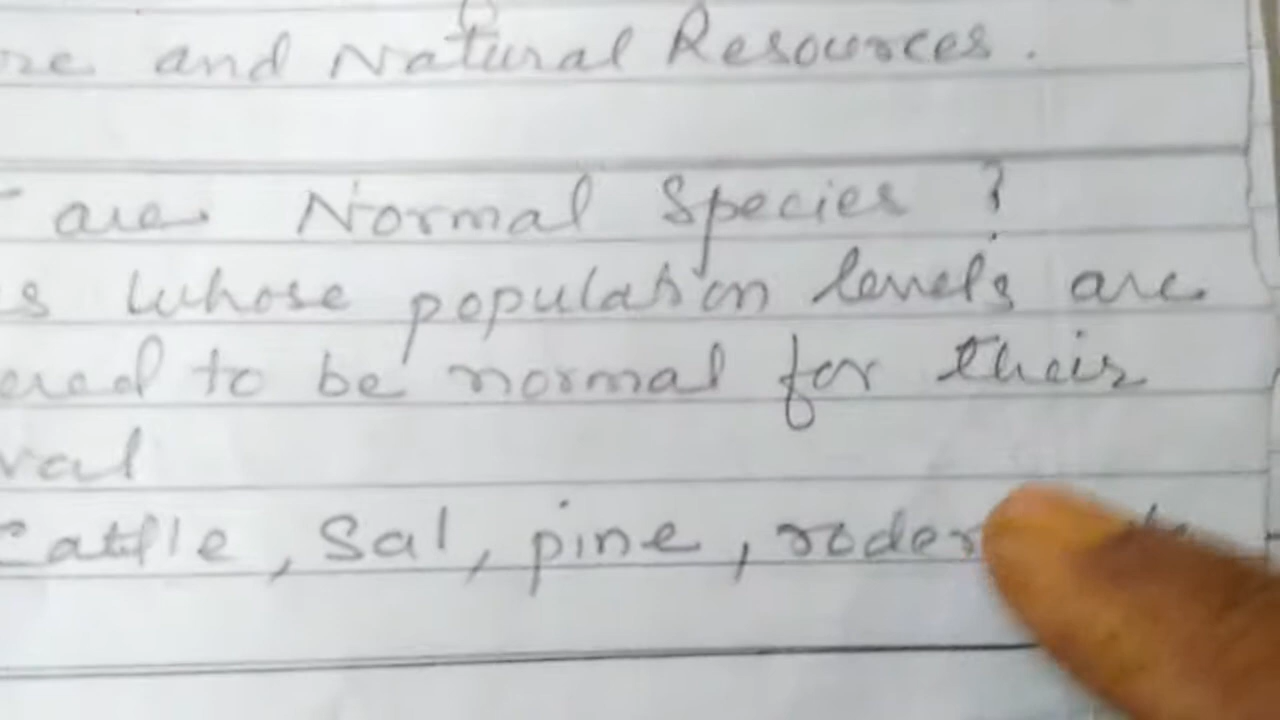 and Natural Resources.
are Normal Species ?
whose population levels are
to be normal for their
Cattle, Sal, pine,